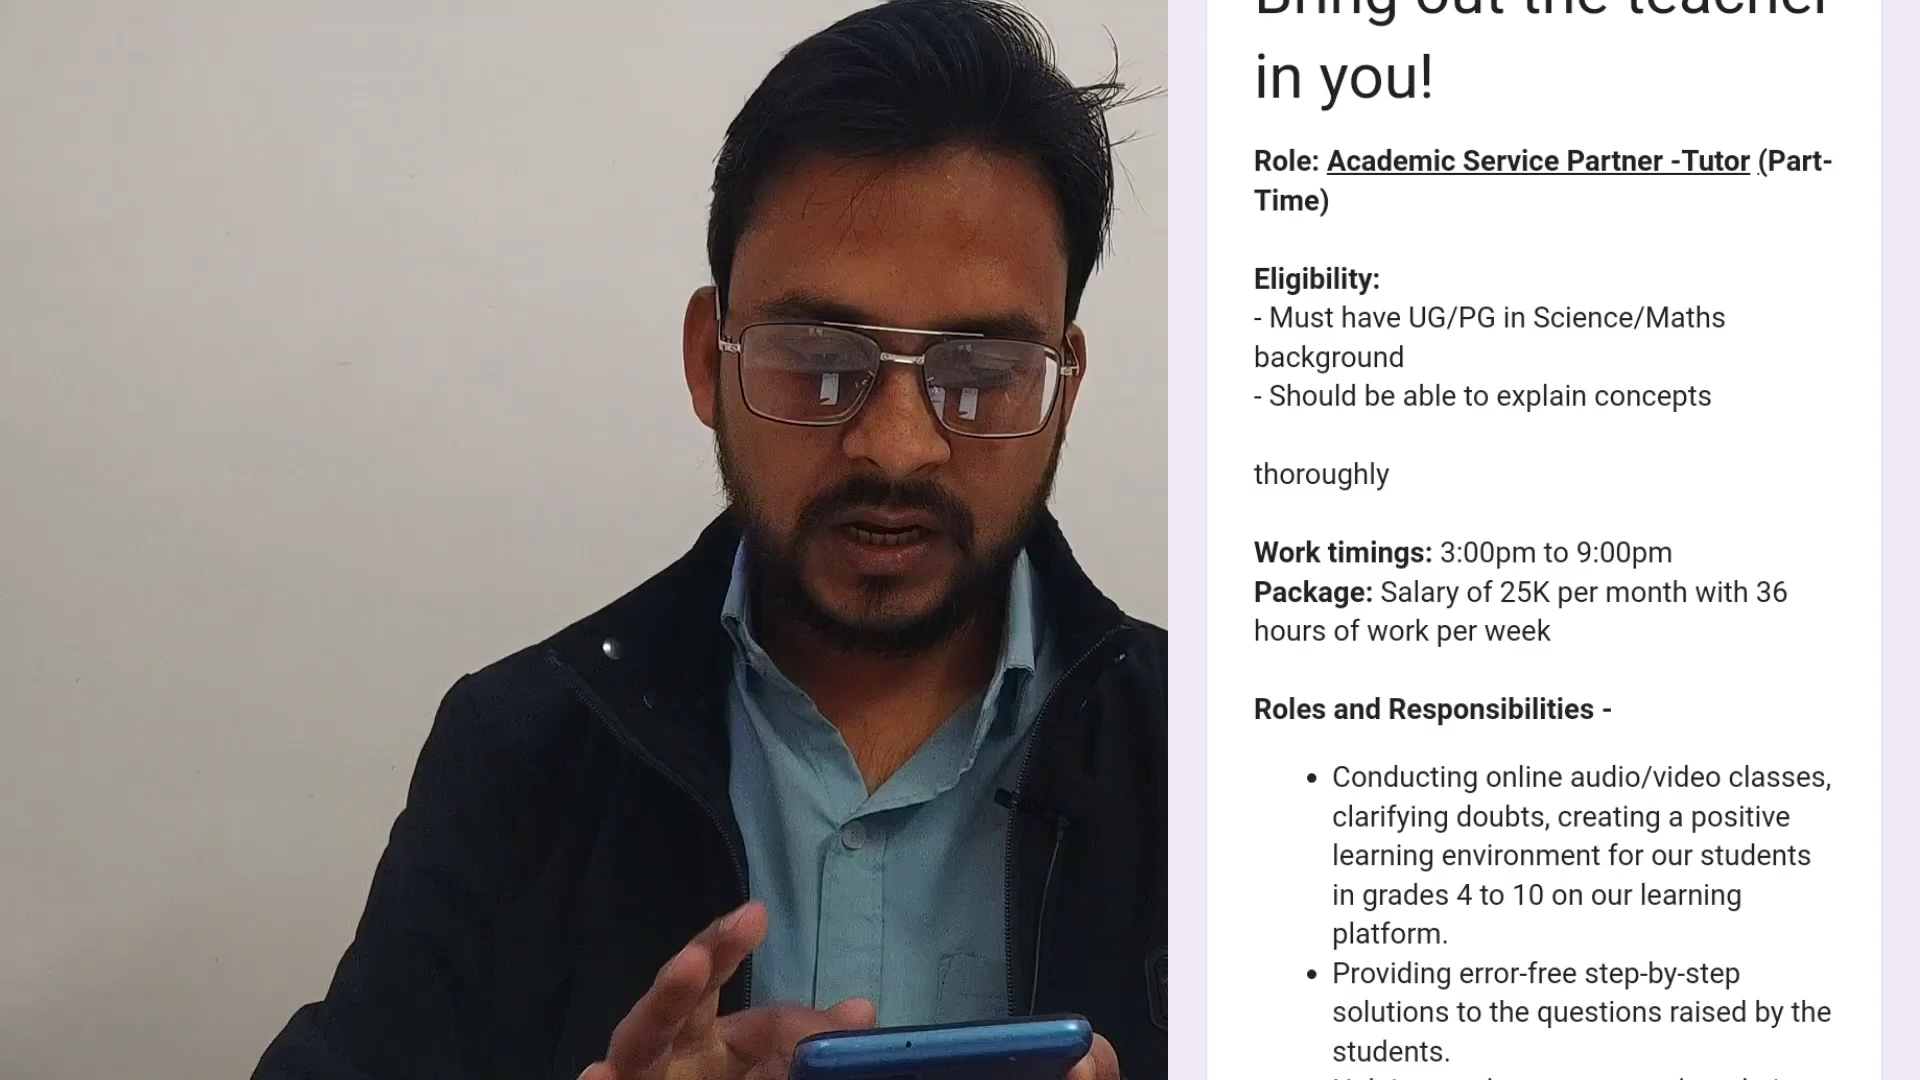 Bring out the teacher
in you!
Role: Academic Service Partner -Tutor (Part-
Time)
Eligibility:
- Must have UG/PG in Science/Maths
background
- Should be able to explain concepts
thoroughly
Work timings: 3:00pm to 9:00pm
Package: Salary of 25K per month with 36
hours of work per week
Roles and Responsibilities -
• Conducting online audio/video classes,
clarifying doubts, creating a positive
learning environment for our students
in grades 4 to 10 on our learning
platform.
• Providing error-free step-by-step
solutions to the questions raised by the
students.